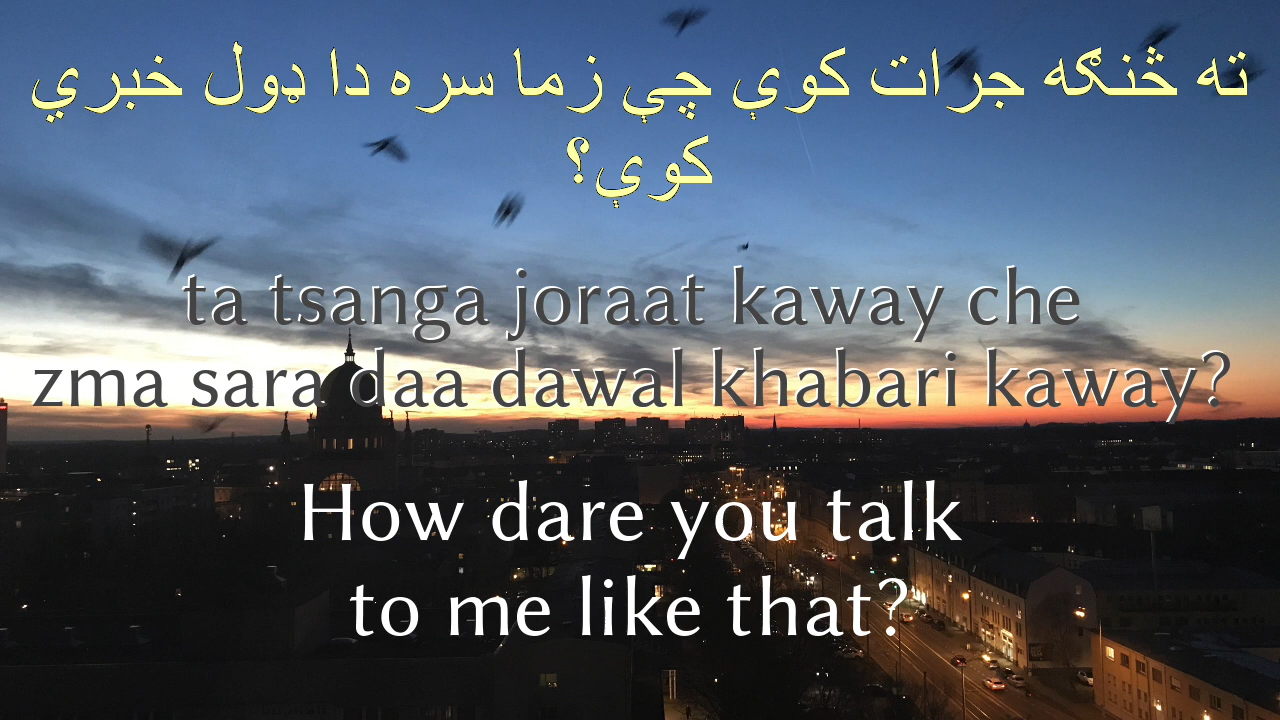 ته څنګه جرات کوې چې زما سره دا ډول خبرې
کوې؟
ta tsanga joraat kaway che
zma sara daa dawal khabari kaway?
How dare you talk
to me like that?